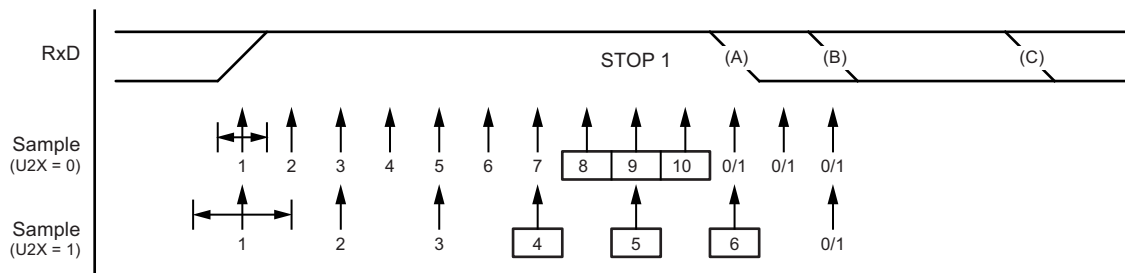 RxD STOP 1 (A) (B) (C)
Sample
(U2X = 0)
1 2 3 4 5 6 7 8 9 10 0/1 0/1 0/1
Sample
(U2X = 1)
1 2 3 4 5 6 0/1